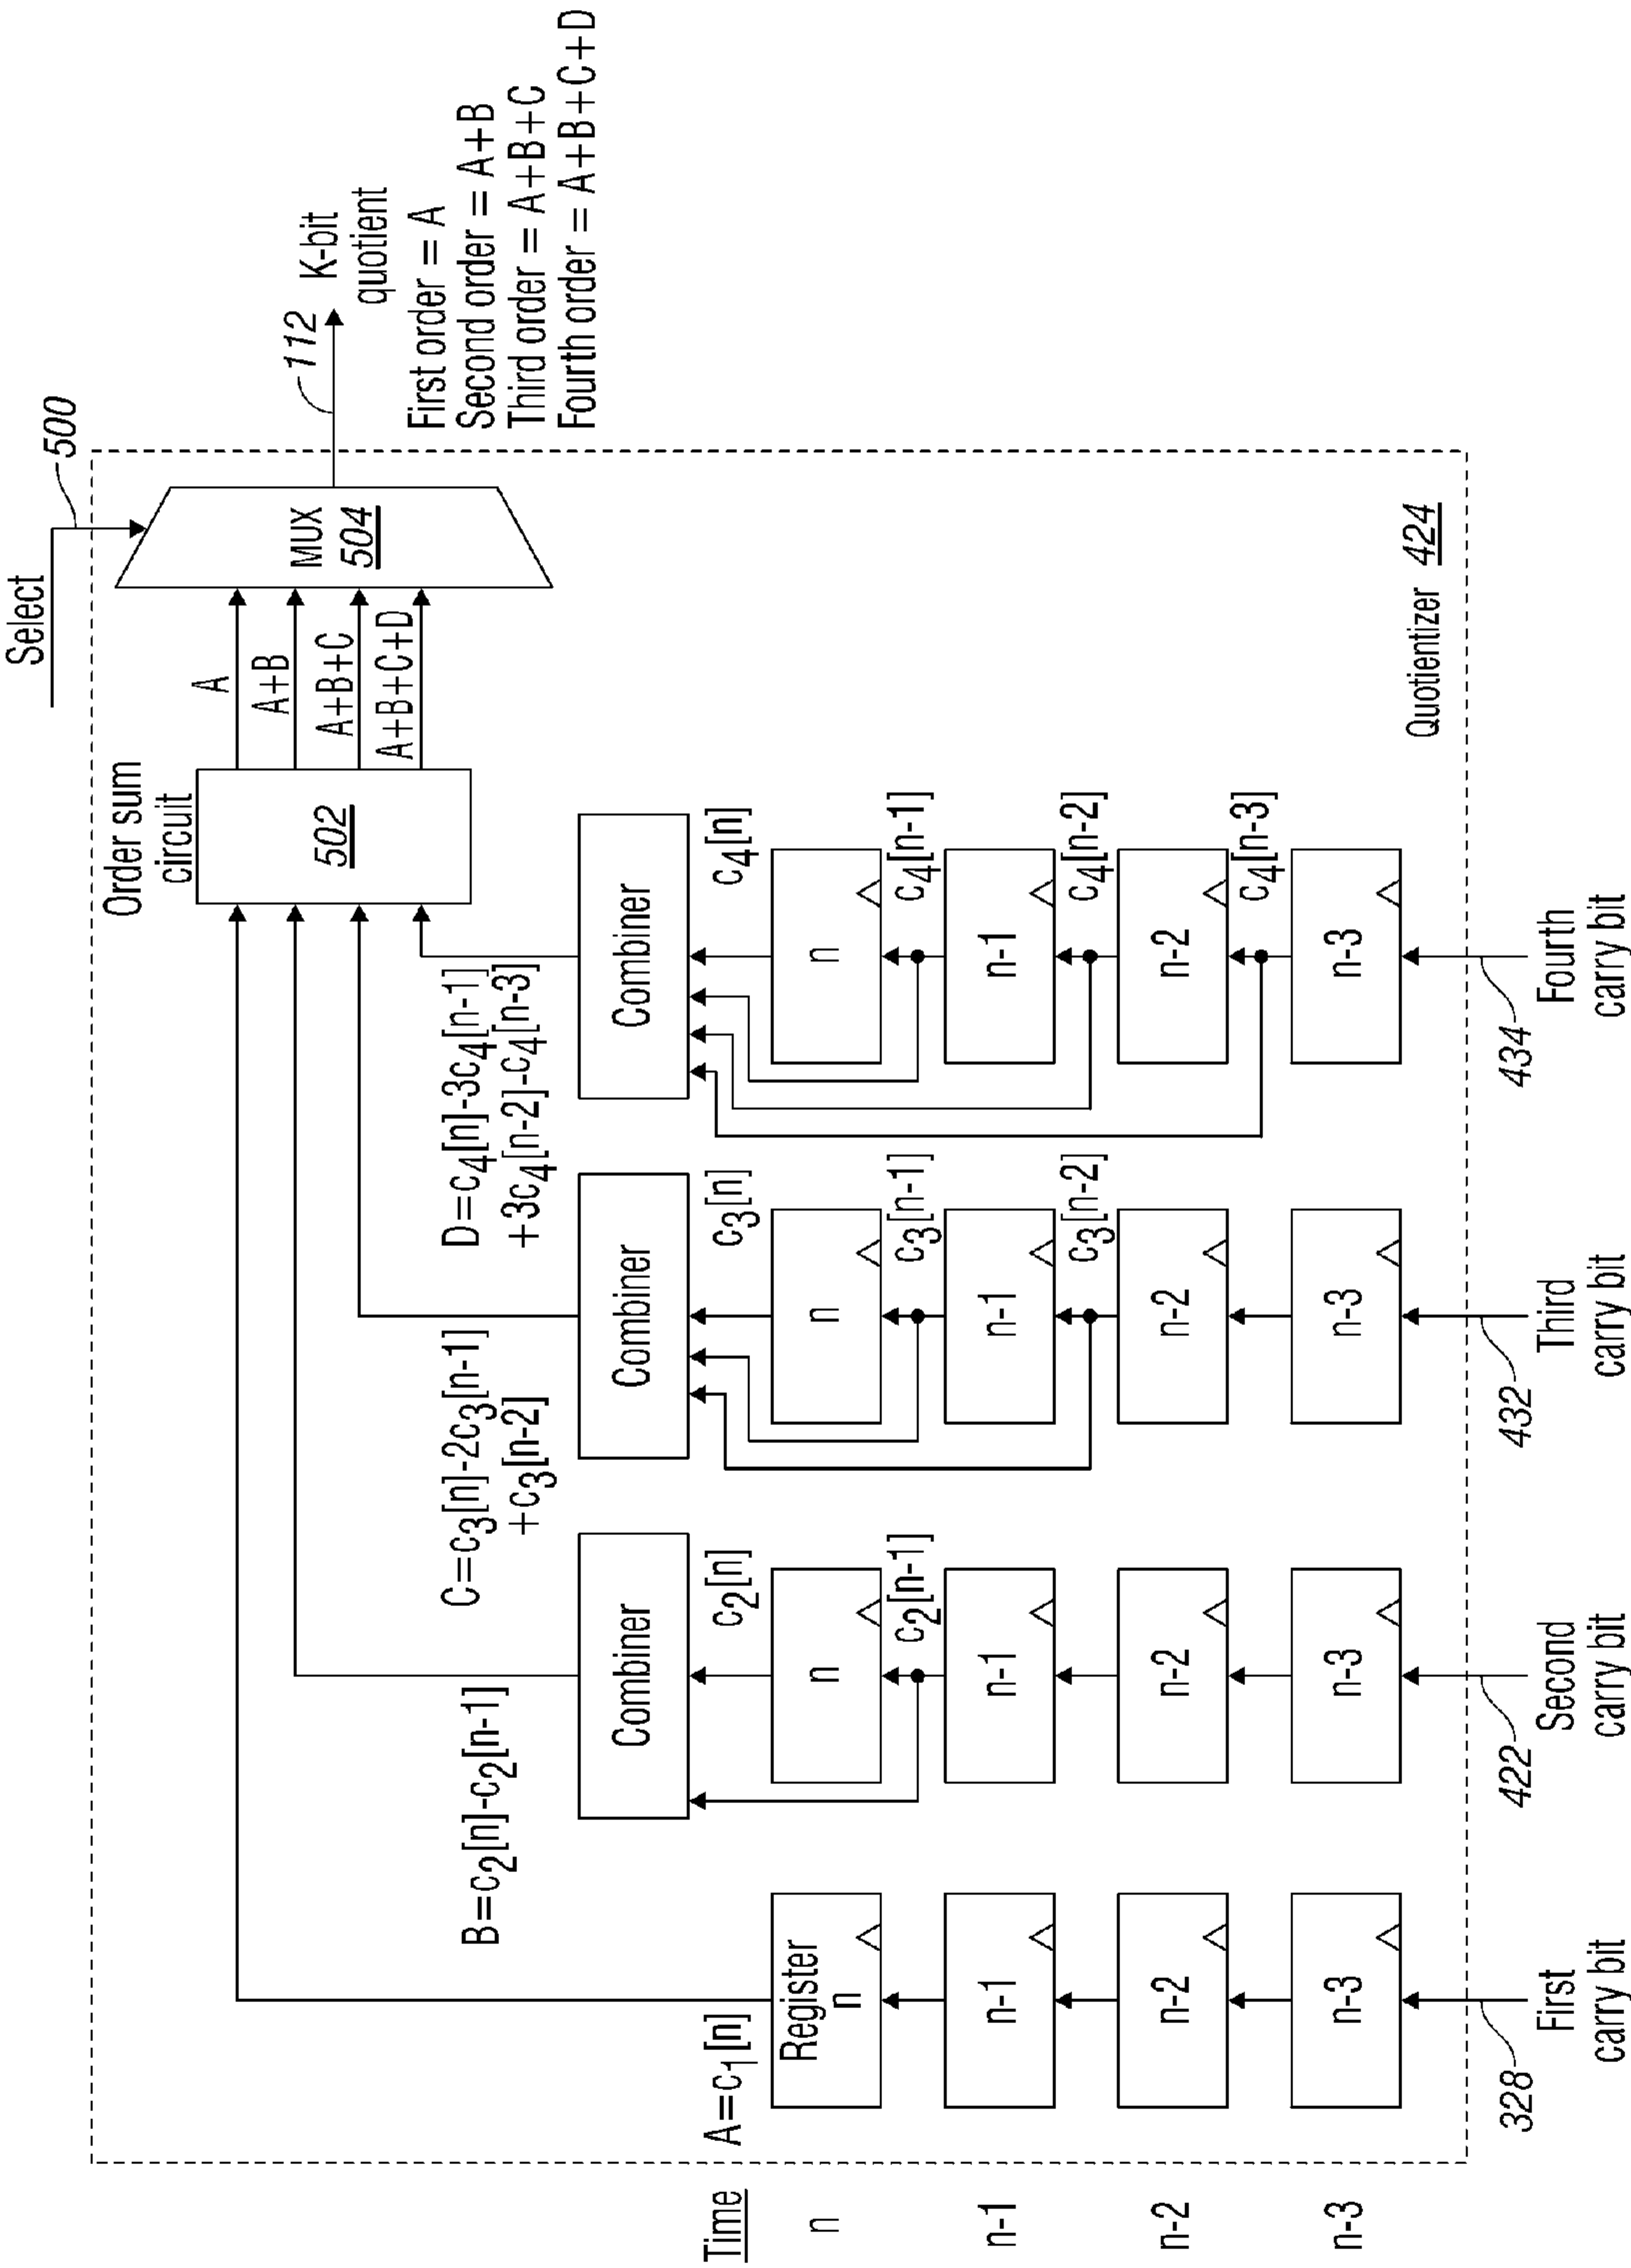 Select
500
Order sum
circuit
502
A
A+B
A+B+C
A+B+C+D
MUX
504
112
K-bit
quotient
First order = A
Second order = A+B
Third order = A+B+C
Fourth order = A+B+C+D
B=c2[n]-c2[n-1]
C=c3[n]-2c3[n-1]
+c3[n-2]
D=c4[n]-3c4[n-1]
+3c4[n-2]-c4[n-3]
Combiner
Combiner
Combiner
Time
A=c1[n]
c2[n]
c3[n]
c4[n]
n
Register
n
n
n
n
c2[n-1]
c3[n-1]
c4[n-1]
n-1
n-1
n-1
n-1
n-1
c3[n-2]
c4[n-2]
n-2
n-2
n-2
n-2
n-2
c4[n-3]
n-3
n-3
n-3
n-3
n-3
Quotientizer 424
328
422
432
434
First
carry bit
Second
carry bit
Third
carry bit
Fourth
carry bit